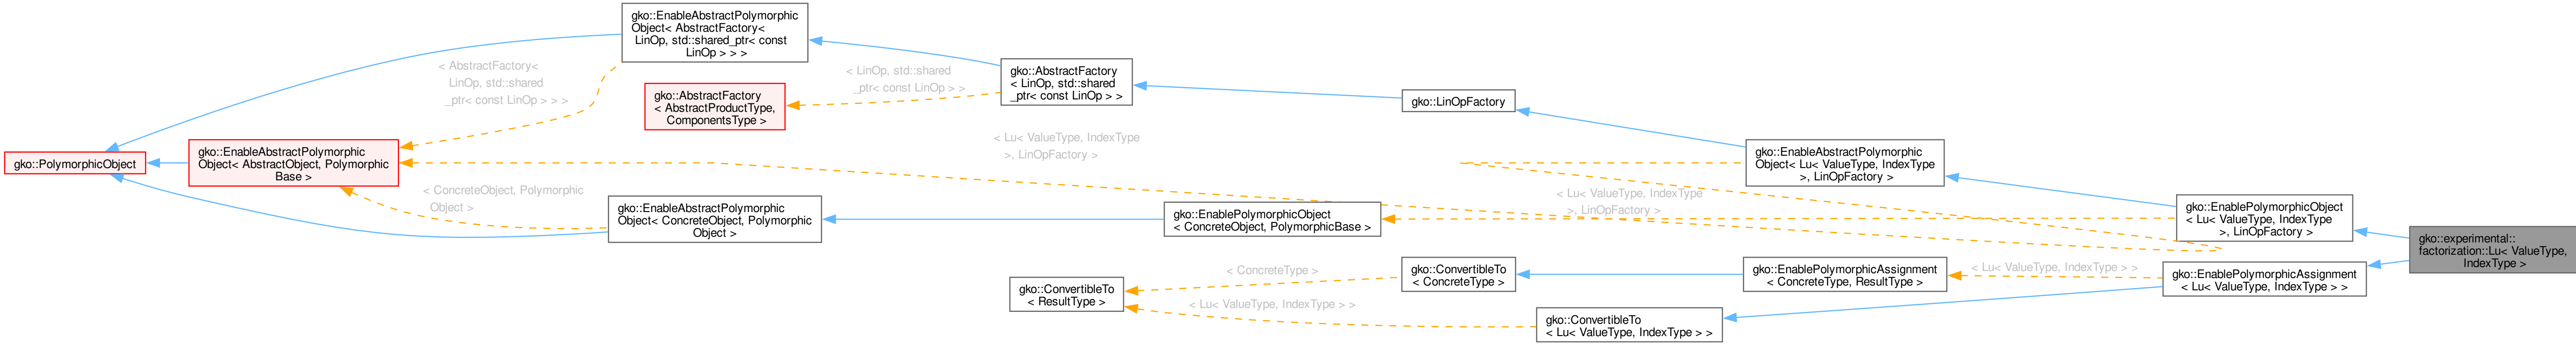 gko::EnableAbstractPolymorphic
Object< AbstractFactory<
LinOp, std::shared_ptr< const
LinOp > > >
< AbstractFactory<
LinOp, std::shared
_ptr< const LinOp > > >
gko::AbstractFactory
< AbstractProductType,
ComponentsType >
< LinOp, std::shared
_ptr< const LinOp > >
gko::AbstractFactory
< LinOp, std::shared
_ptr< const LinOp > >
gko::LinOpFactory
gko::PolymorphicObject
gko::EnableAbstractPolymorphic
Object< AbstractObject, Polymorphic
Base >
< Lu< ValueType, IndexType
>, LinOpFactory >
gko::EnableAbstractPolymorphic
Object< Lu< ValueType, IndexType
>, LinOpFactory >
< ConcreteObject, Polymorphic
Object >
gko::EnableAbstractPolymorphic
Object< ConcreteObject, Polymorphic
Object >
gko::EnablePolymorphicObject
< ConcreteObject, PolymorphicBase >
< Lu< ValueType, IndexType
>, LinOpFactory >
gko::EnablePolymorphicObject
< Lu< ValueType, IndexType
>, LinOpFactory >
gko::experimental::
factorization::Lu< ValueType,
IndexType >
gko::ConvertibleTo
< ResultType >
< ConcreteType >
gko::ConvertibleTo
< ConcreteType >
gko::EnablePolymorphicAssignment
< ConcreteType, ResultType >
< Lu< ValueType, IndexType > >
gko::EnablePolymorphicAssignment
< Lu< ValueType, IndexType > >
< Lu< ValueType, IndexType > >
gko::ConvertibleTo
< Lu< ValueType, IndexType > >